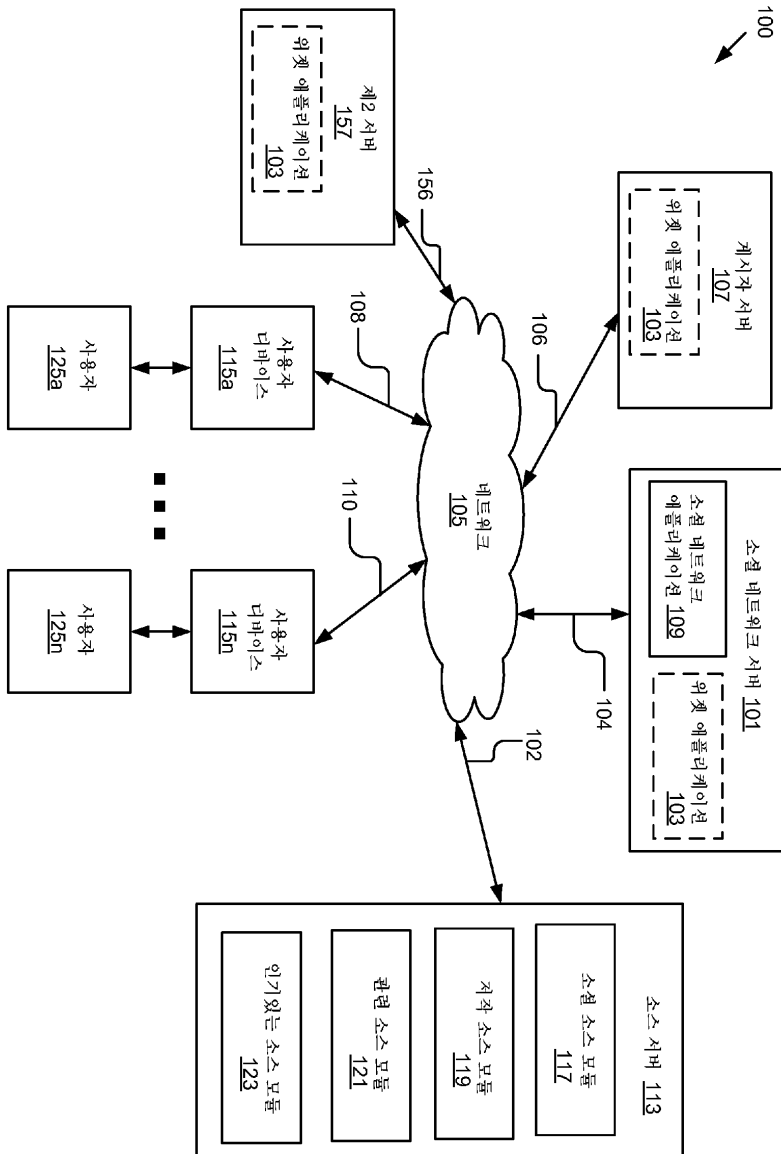 100
게시자 서버
107
위젯 애플리케이션
103
소셜 네트워크 서버 101
소셜 네트워크
애플리케이션 109
위젯 애플리케이션
103
제2 서버
157
위젯 애플리케이션
103
156
106
104
네트워크
105
102
108
110
사용자
디바이스
115a
사용자
디바이스
115n
사용자
125a
사용자
125n
소스 서버 113
소셜 소스 모듈
117
저작 소스 모듈
119
관련 소스 모듈
121
인기있는 소스 모듈
123